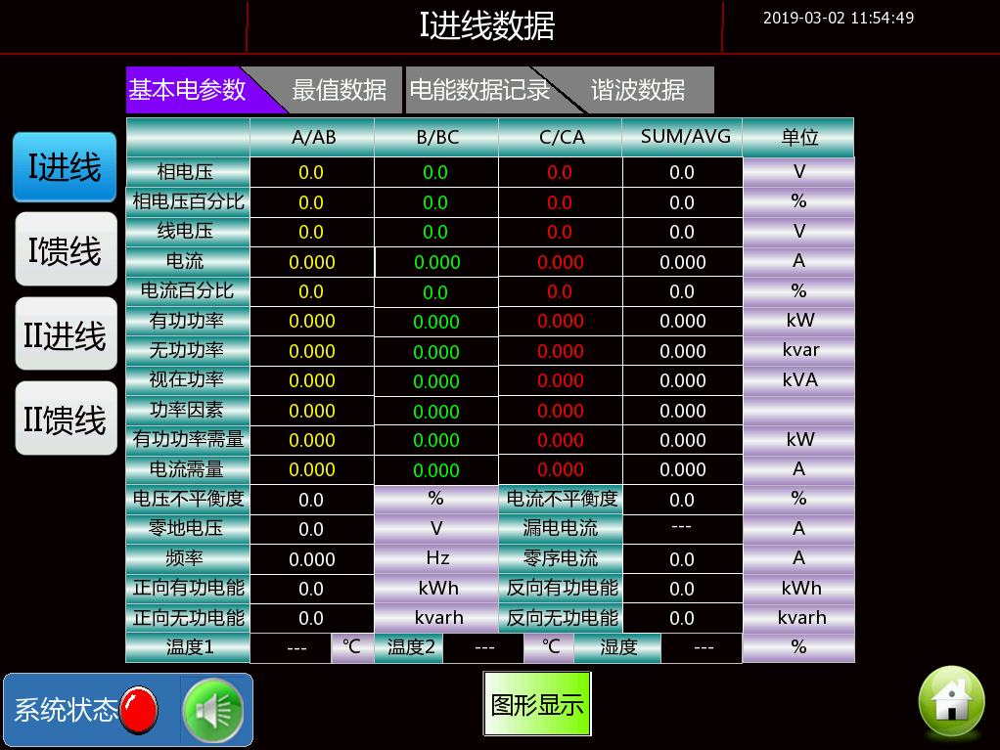 I进线数据 2019-03-02 11:54:49
基本电参数 最值数据 电能数据记录 谐波数据
A/AB B/BC C/CA SUM/AVG 单位
相电压 0.0 0.0 0.0 0.0 V
相电压百分比 0.0 0.0 0.0 0.0 %
线电压 0.0 0.0 0.0 0.0 V
电流 0.000 0.000 0.000 0.000 A
电流百分比 0.0 0.0 0.0 0.0 %
有功功率 0.000 0.000 0.000 0.000 kW
无功功率 0.000 0.000 0.000 0.000 kvar
视在功率 0.000 0.000 0.000 0.000 kVA
功率因素 0.000 0.000 0.000 0.000
有功功率需量 0.000 0.000 0.000 0.000 kW
电流需量 0.000 0.000 0.000 0.000 A
电压不平衡度 0.0 % 电流不平衡度 0.0 %
零地电压 0.0 V 漏电电流 --- A
频率 0.000 Hz 零序电流 0.0 A
正向有功电能 0.0 kWh 反向有功电能 0.0 kWh
正向无功电能 0.0 kvarh 反向无功电能 0.0 kvarh
温度1 --- ℃ 温度2 --- ℃ 湿度 --- %
I进线
I馈线
II进线
II馈线
系统状态
图形显示